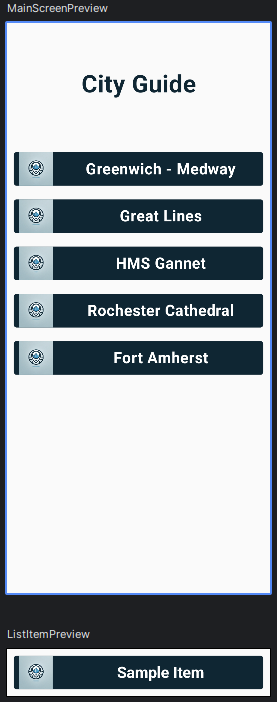 MainScreenPreview
City Guide
Greenwich - Medway
Great Lines
HMS Gannet
Rochester Cathedral
Fort Amherst
ListItemPreview
Sample Item